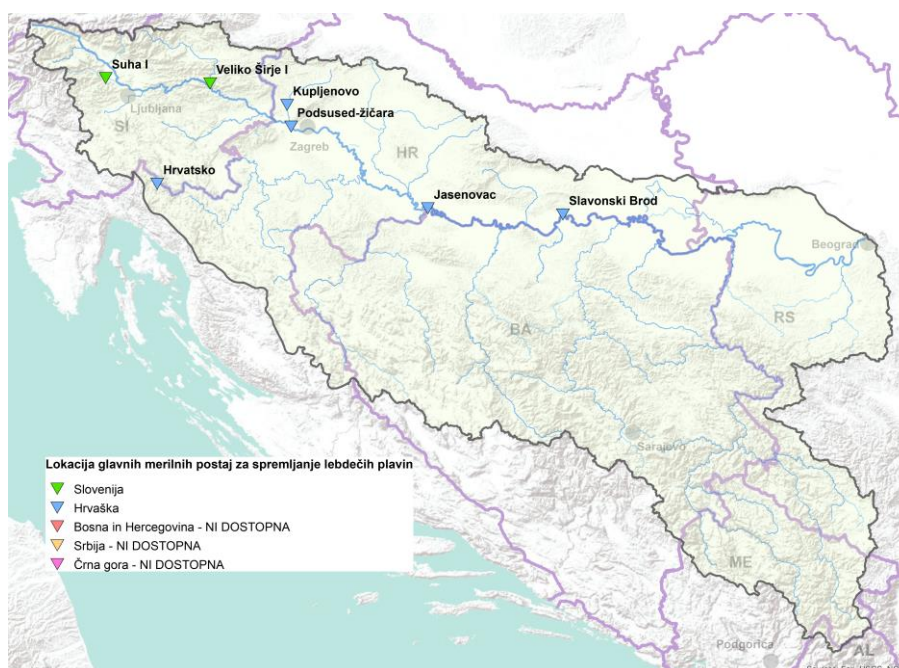 Suha I
Veliko Širje I
Ljubljana
SI
Kupljenovo
Podsused-žičara
Zagreb
HR
Hrvatsko
Jasenovac
Slavonski Brod
Beograd
RS
BA
Sarajevo
Lokacija glavnih merilnih postaj za spremljanje lebdečih plavin
Slovenija
Hrvaška
Bosna in Hercegovina - NI DOSTOPNA
Srbija - NI DOSTOPNA
Črna gora - NI DOSTOPNA
ME
Podgorica
AL